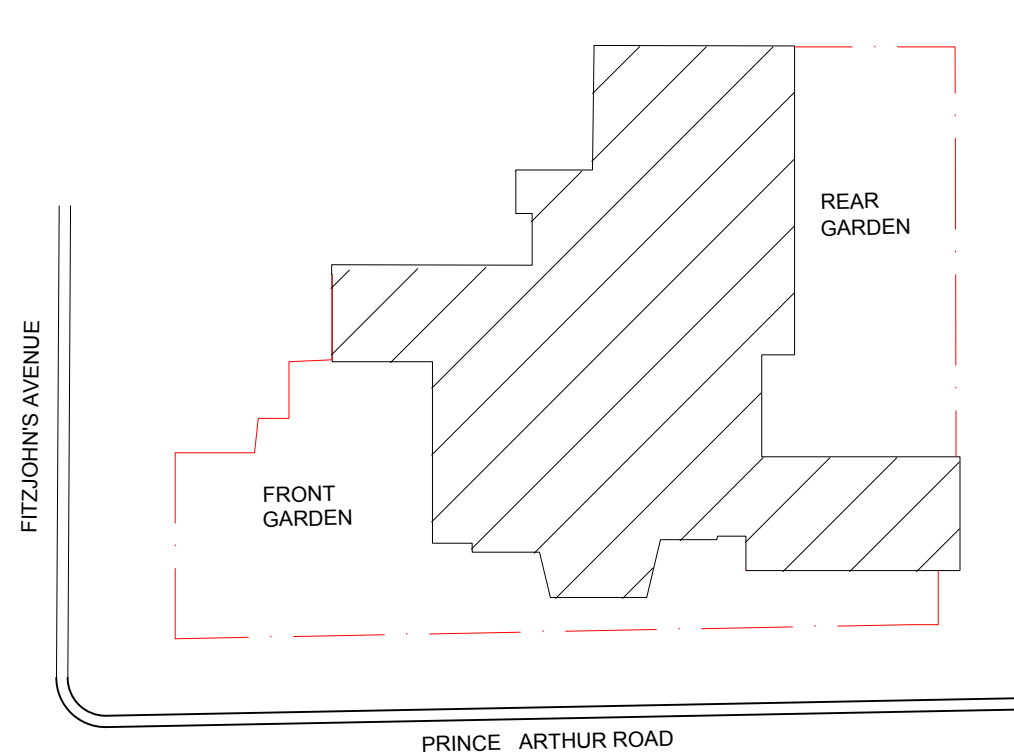 REAR
GARDEN
FITZJOHN'S AVENUE
FRONT
GARDEN
PRINCE ARTHUR ROAD